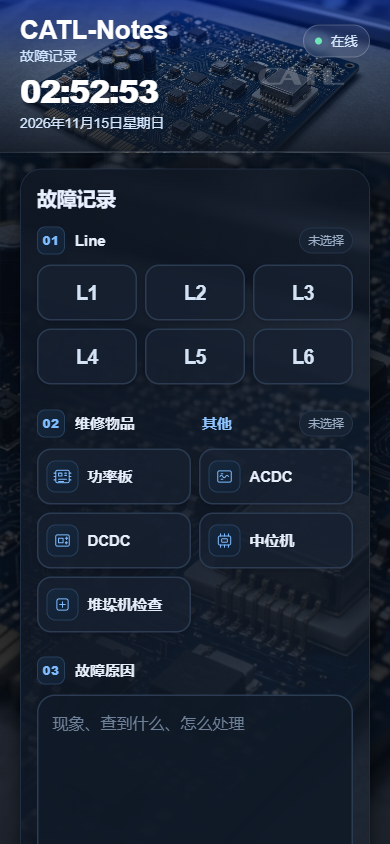 CATL-Notes
故障记录
在线
CATL
02:52:53
2026年11月15日星期日
故障记录
01 Line 未选择
L1 L2 L3
L4 L5 L6
02 维修物品 其他 未选择
功率板 ACDC
DCDC 中位机
堆垛机检查
03 故障原因
现象、查到什么、怎么处理